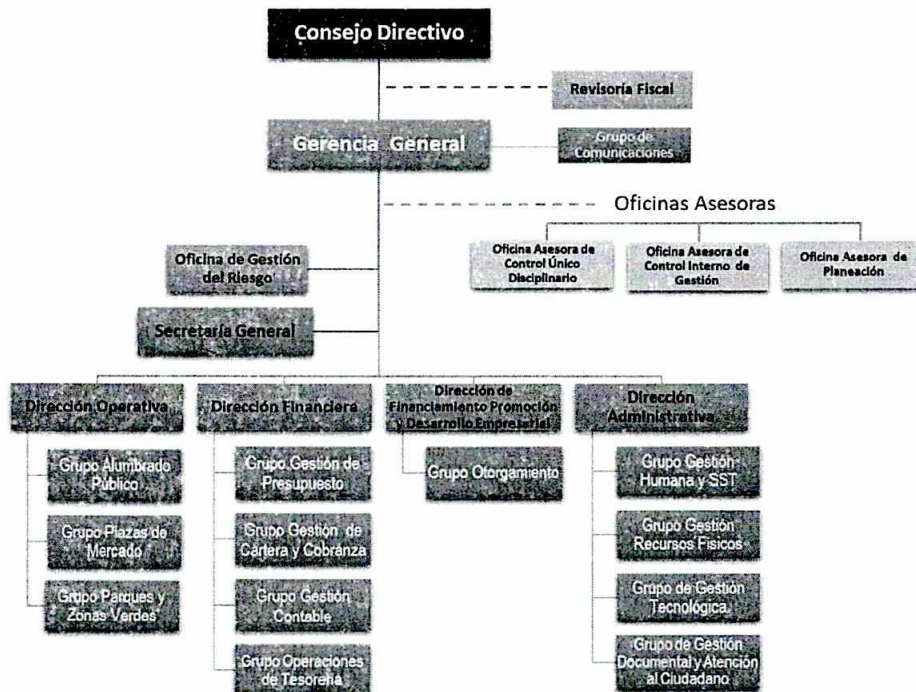 Consejo Directivo
Revisoría Fiscal
Gerencia General
Grupo de
Comunicaciones
Oficinas Asesoras
Oficina Asesora de
Control Único
Disciplinario
Oficina Asesora de
Control Interno de
Gestión
Oficina Asesora de
Planeación
Oficina de Gestión
del Riesgo
Secretaría General
Dirección Operativa
Dirección Financiera
Dirección de
Financiamiento Promoción
y Desarrollo Empresarial
Dirección
Administrativa
Grupo Alumbrado
Público
Grupo Plazas de
Mercado
Grupo Parques y
Zonas Verdes
Grupo Gestión de
Presupuesto
Grupo Gestión de
Cartera y Cobranza
Grupo Gestión
Contable
Grupo Operaciones
de Tesorería
Grupo Otorgamiento
Grupo Gestión
Humana y SST
Grupo Gestión
Recursos Físicos
Grupo de Gestión
Tecnológica
Grupo de Gestión
Documental y Atención
al Ciudadano